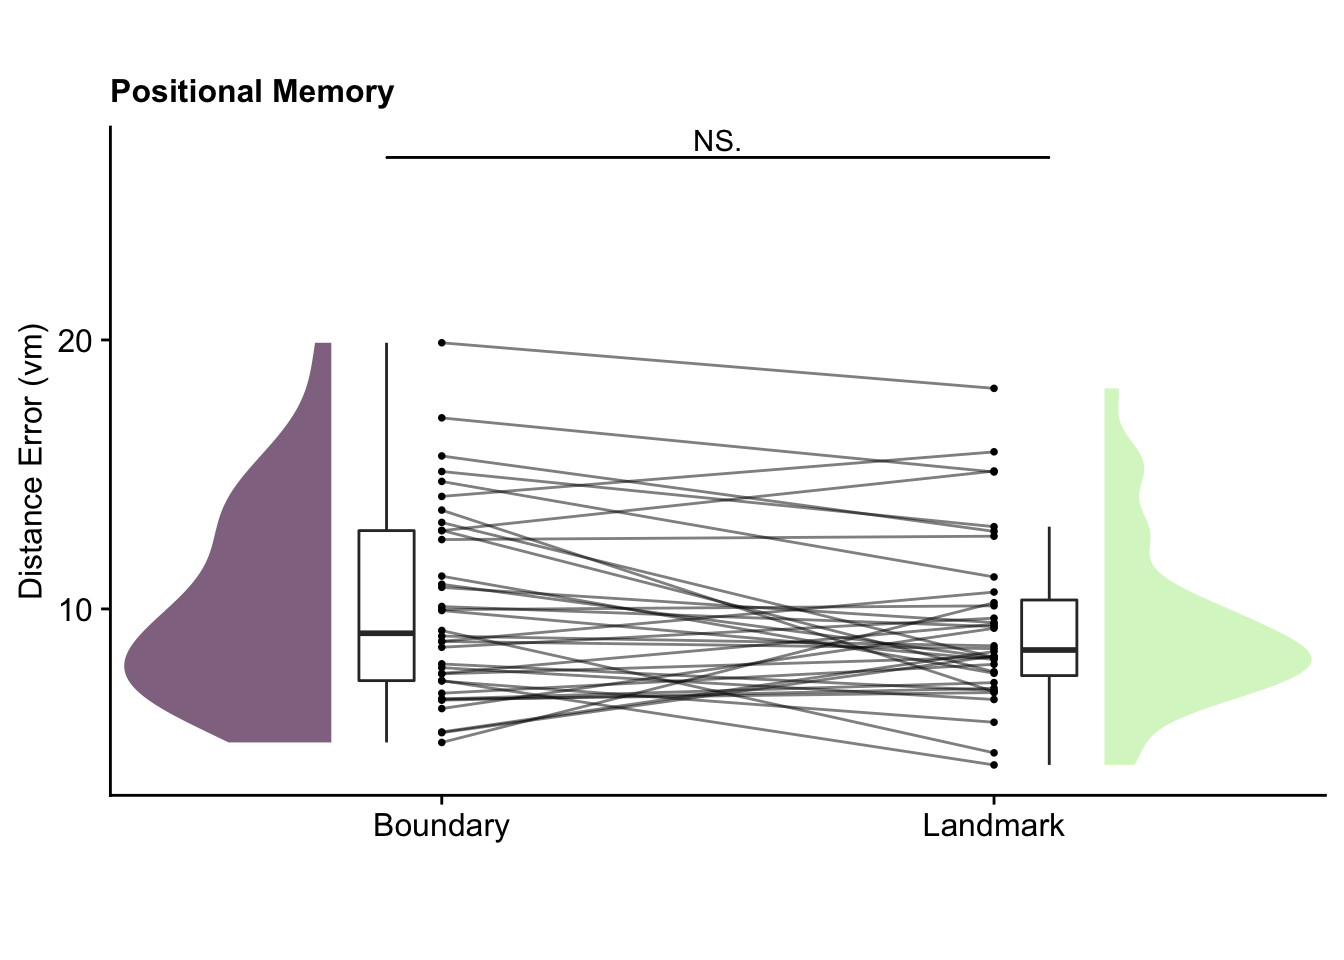 Positional Memory
NS.
Distance Error (vm)
20
10
Boundary
Landmark